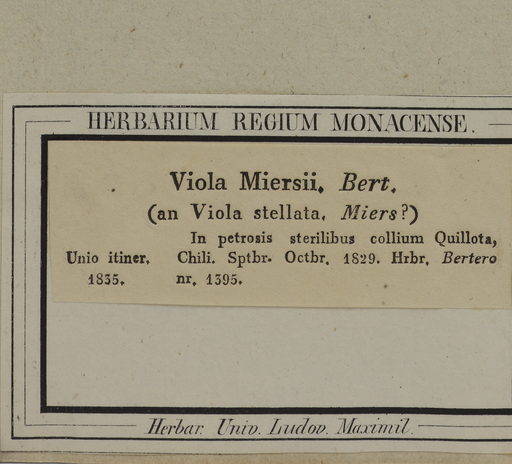 HERBARIUM REGIUM MONACENSE.
Viola Miersii. Bert.
(an Viola stellata. Miers?)
In petrosis sterilibus collium Quillota,
Unio itiner. Chili. Sptbr. Octbr. 1829. Hrbr. Bertero
1835. nr. 1395.
Herbar. Univ. Ludov. Maximil.